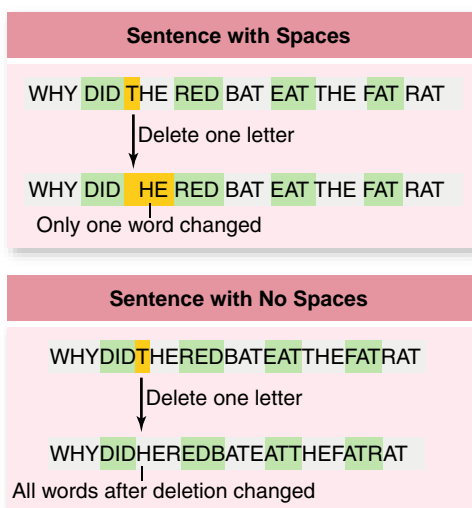 Sentence with Spaces
WHY DID THE RED BAT EAT THE FAT RAT
Delete one letter
WHY DID HE RED BAT EAT THE FAT RAT
Only one word changed
Sentence with No Spaces
WHYDIDTHEREDBATEATTHEFATRAT
Delete one letter
WHYDIDHEREDBATEATTHEFATRAT
All words after deletion changed